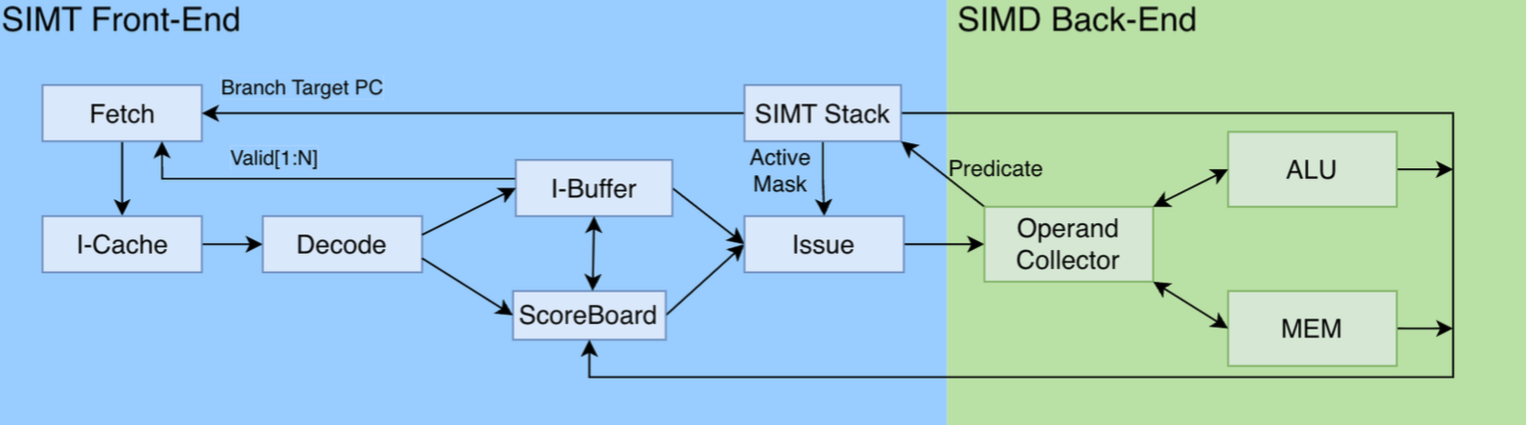 SIMT Front-End
SIMD Back-End
Branch Target PC
Fetch
SIMT Stack
Valid[1:N]
Active
Mask
Predicate
ALU
I-Buffer
I-Cache
Decode
Issue
Operand
Collector
ScoreBoard
MEM